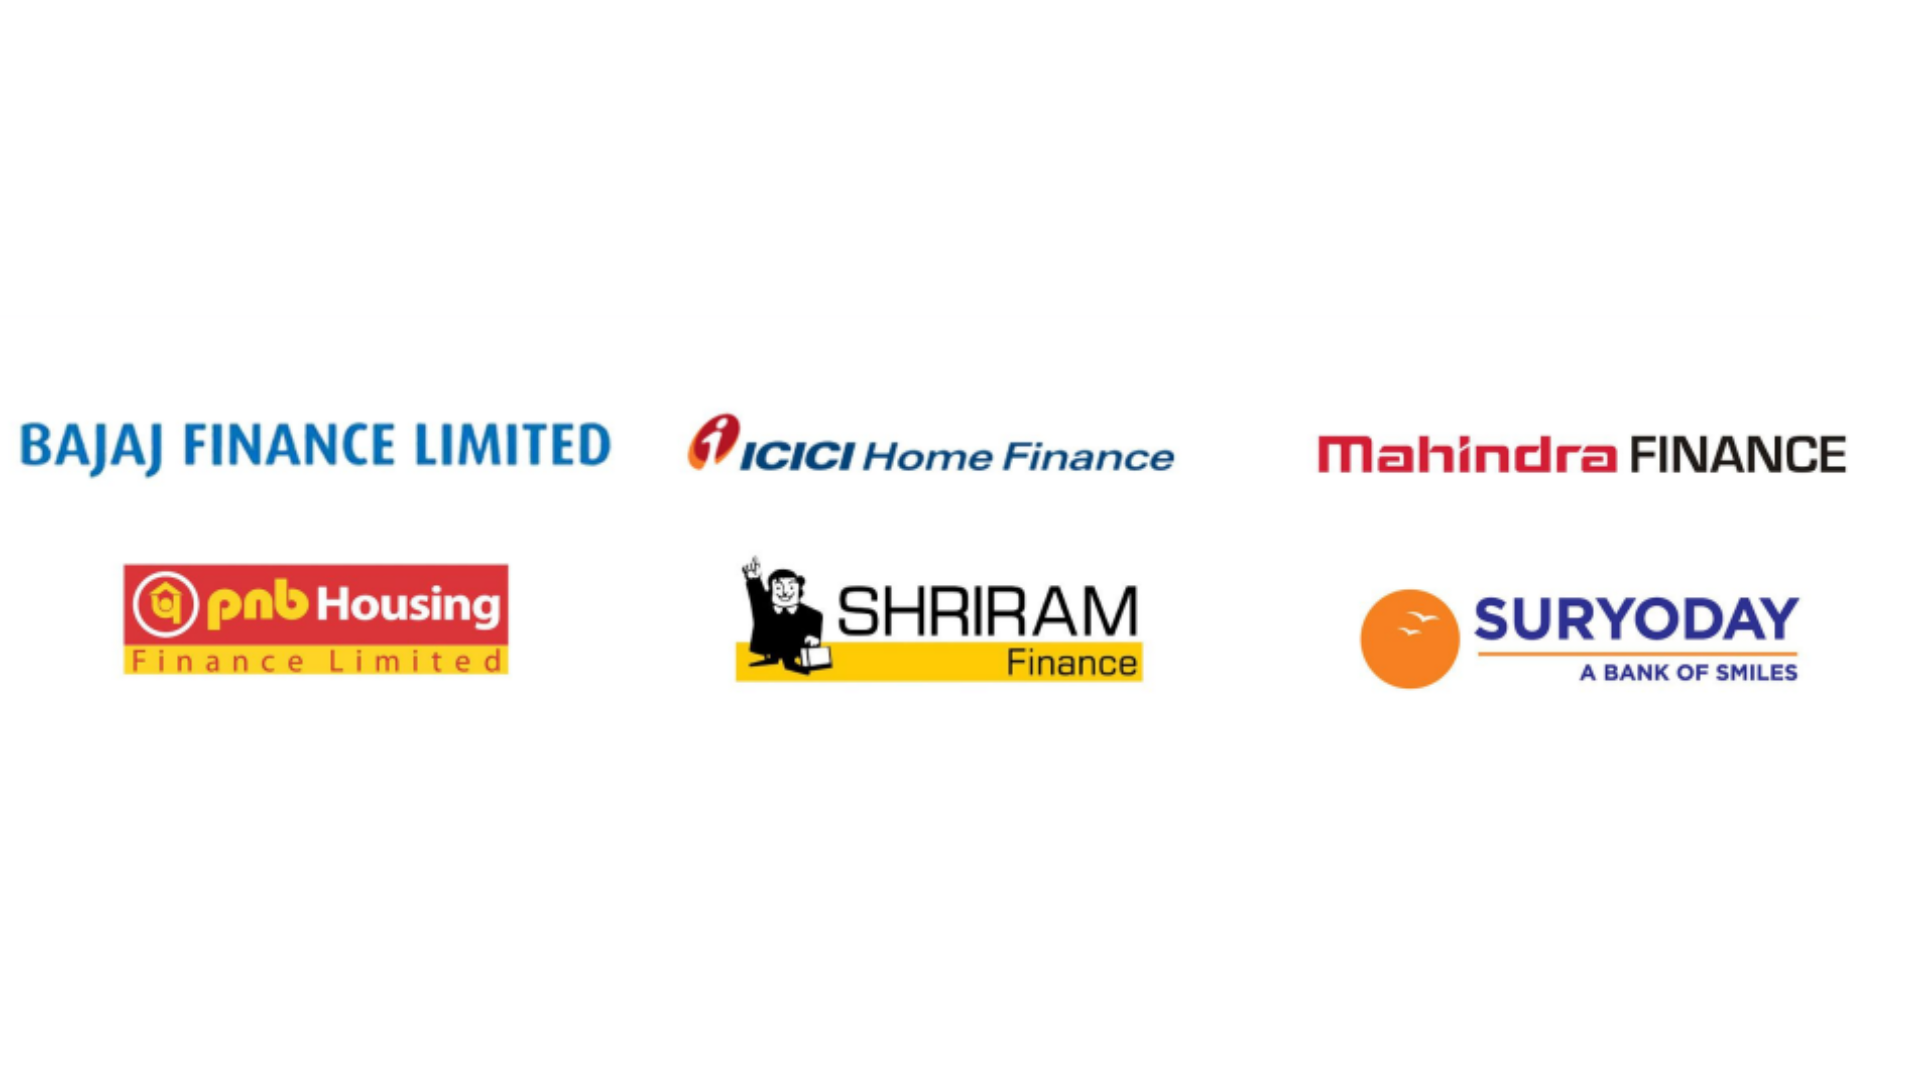 BAJAJ FINANCE LIMITED
ICICI Home Finance
Mahindra FINANCE
pnb Housing
Finance Limited
SHRIRAM
Finance
SURYODAY
A BANK OF SMILES